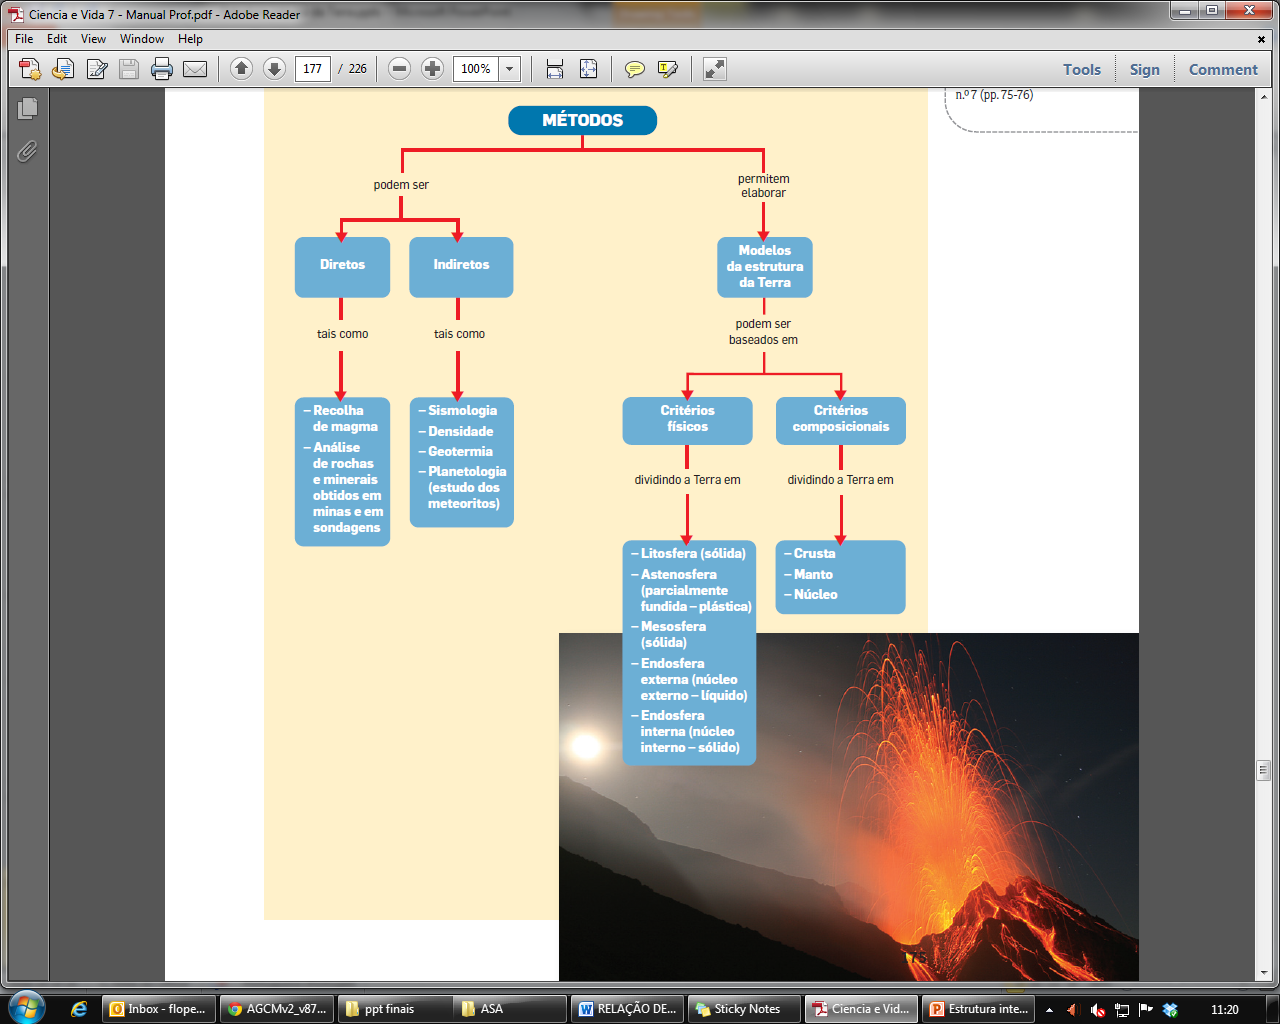 Ciencia e Vida 7 - Manual Prof.pdf - Adobe Reader
File Edit View Window Help
177 / 226 100% Tools Sign Comment
n.º 7 (pp. 75-76)
MÉTODOS
podem ser
permitem
elaborar
Diretos
Indiretos
Modelos
da estrutura
da Terra
tais como
tais como
podem ser
baseados em
– Recolha
de magma
– Análise
de rochas
e minerais
obtidos em
minas e em
sondagens
– Sismologia
– Densidade
– Geotermia
– Planetologia
(estudo dos
meteoritos)
Critérios
físicos
Critérios
composicionais
dividindo a Terra em
dividindo a Terra em
– Litosfera (sólida)
– Astenosfera
(parcialmente
fundida – plástica)
– Mesosfera
(sólida)
– Endosfera
externa (núcleo
externo – líquido)
– Endosfera
interna (núcleo
interno – sólido)
– Crusta
– Manto
– Núcleo
Inbox - flope... AGCMv2_v87... ppt finais ASA RELAÇÃO DE... Sticky Notes Ciencia e Vid... Estrutura inte... 11:20